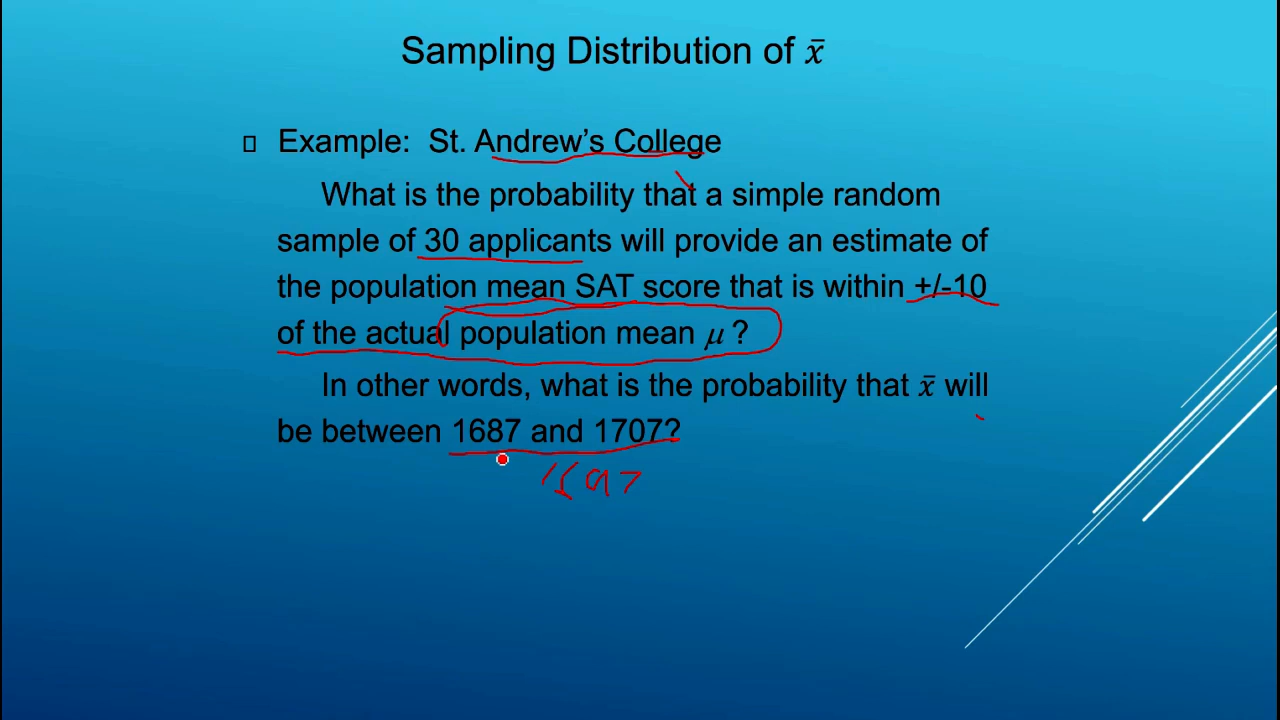 Sampling Distribution of x̄
Example: St. Andrew’s College
What is the probability that a simple random
sample of 30 applicants will provide an estimate of
the population mean SAT score that is within +/-10
of the actual population mean μ ?
In other words, what is the probability that x̄ will
be between 1687 and 1707?
1697